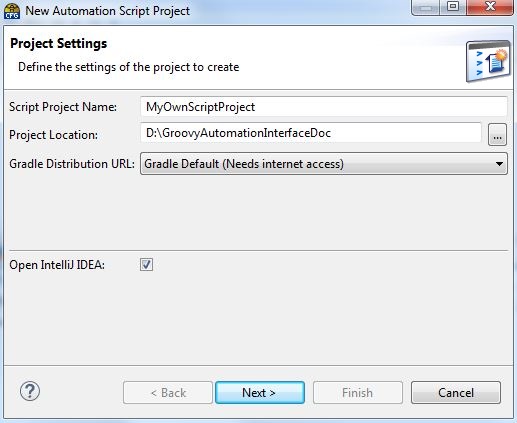 CFG New Automation Script Project
Project Settings
Define the settings of the project to create
Script Project Name: MyOwnScriptProject
Project Location: D:\GroovyAutomationInterfaceDoc ...
Gradle Distribution URL: Gradle Default (Needs internet access)
Open IntelliJ IDEA:
? < Back Next > Finish Cancel